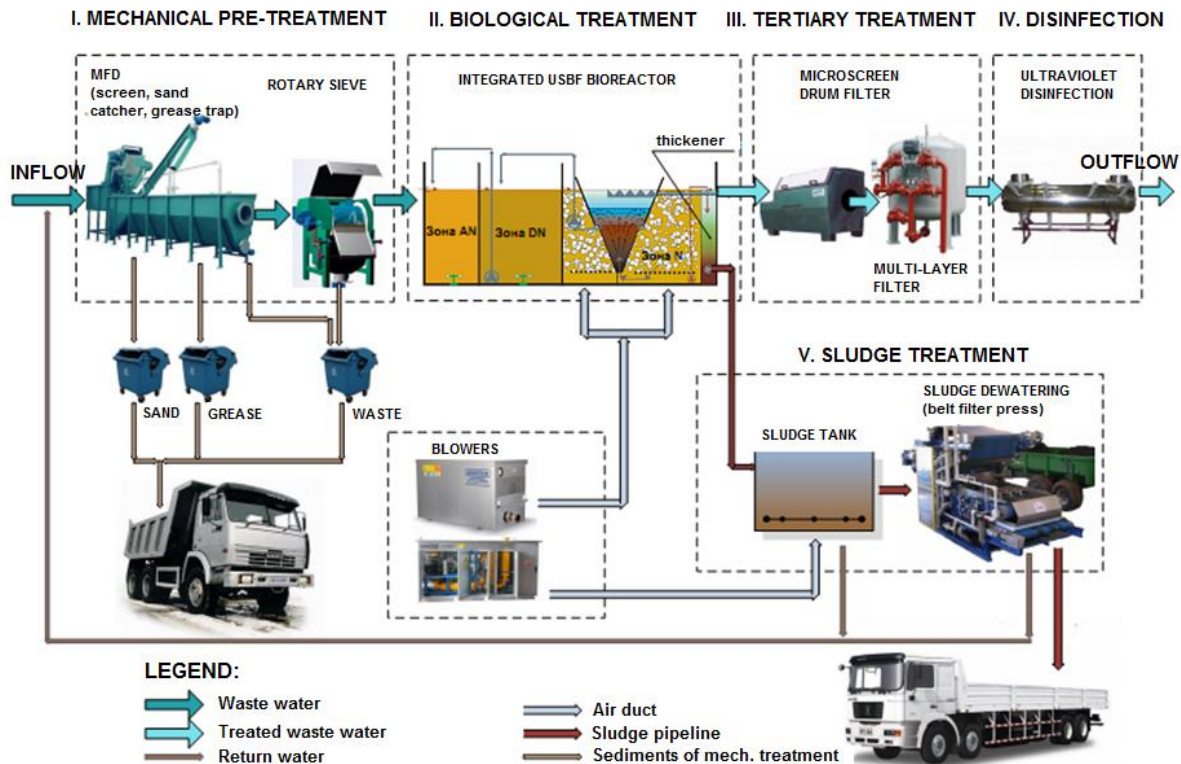 I. MECHANICAL PRE-TREATMENT
II. BIOLOGICAL TREATMENT
III. TERTIARY TREATMENT
IV. DISINFECTION
MFD
(screen, sand
catcher, grease trap)
ROTARY SIEVE
INTEGRATED USBF BIOREACTOR
MICROSCREEN
DRUM FILTER
ULTRAVIOLET
DISINFECTION
thickener
INFLOW
OUTFLOW
Зона AN
Зона DN
Зона N
MULTI-LAYER
FILTER
SAND
GREASE
WASTE
V. SLUDGE TREATMENT
SLUDGE DEWATERING
(belt filter press)
SLUDGE TANK
BLOWERS
LEGEND:
Waste water
Treated waste water
Return water
Air duct
Sludge pipeline
Sediments of mech. treatment